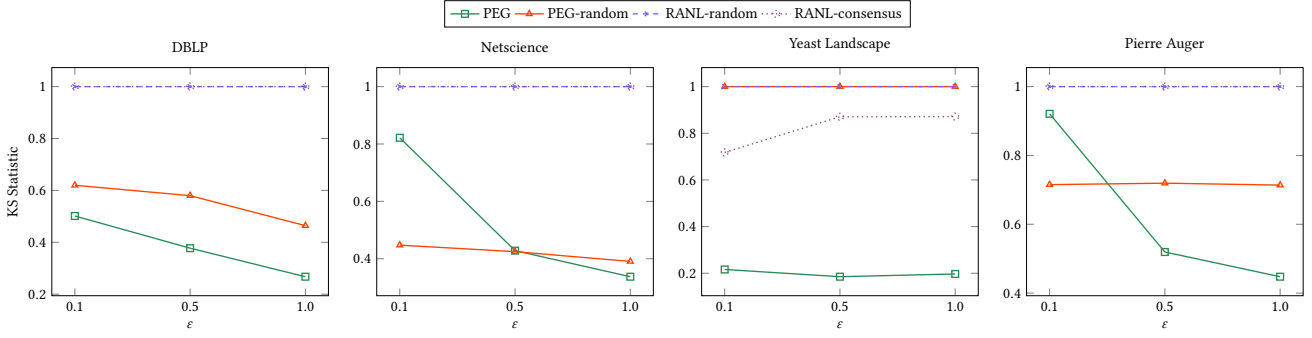 PEG PEG-random RANL-random RANL-consensus
DBLP
KS Statistic
1
0.8
0.6
0.4
0.2
0.1 0.5 1.0
ε
Netscience
1
0.8
0.6
0.4
0.1 0.5 1.0
ε
Yeast Landscape
1
0.8
0.6
0.4
0.2
0.1 0.5 1.0
ε
Pierre Auger
1
0.8
0.6
0.4
0.1 0.5 1.0
ε